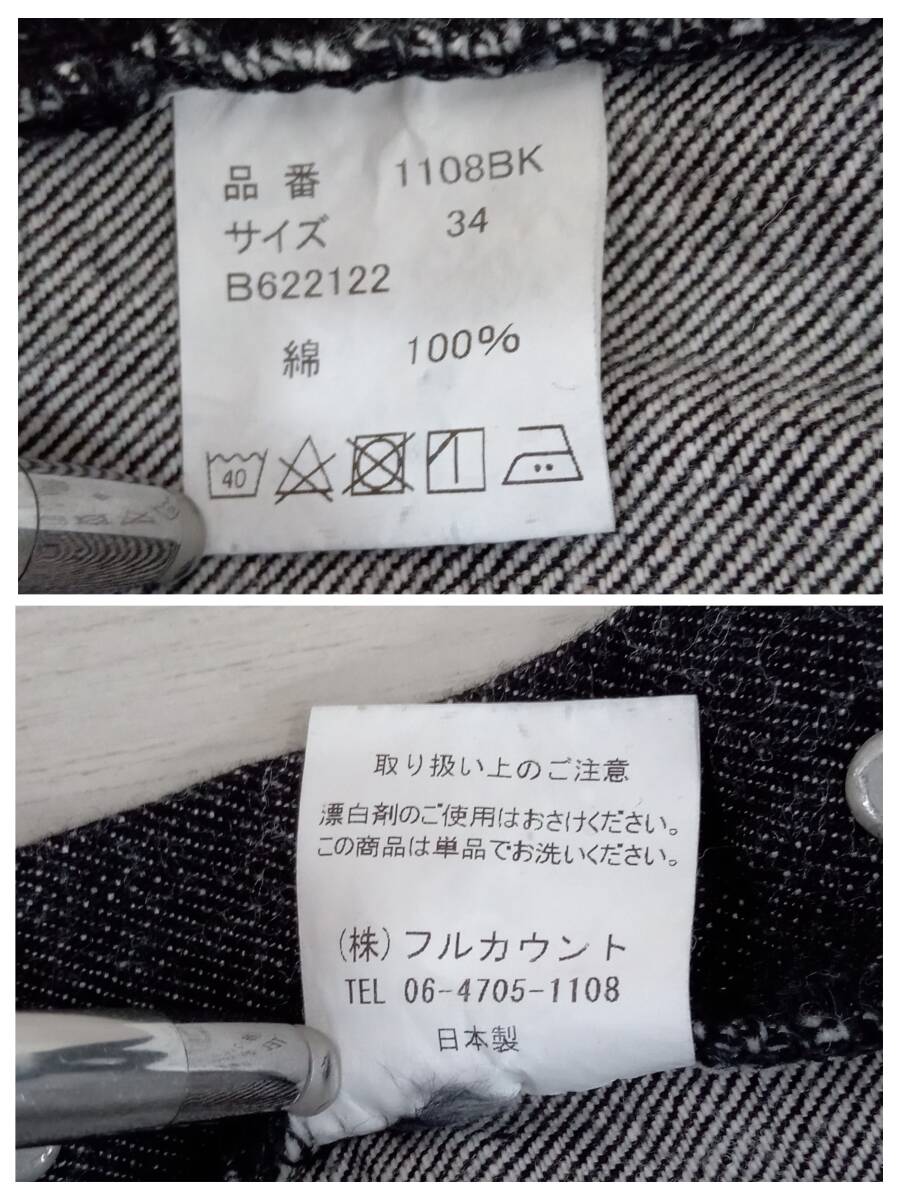 品番 1108BK
サイズ 34
B622122
綿 100%
40
取り扱い上のご注意
漂白剤のご使用はおさけください。
この商品は単品でお洗いください。
(株)フルカウント
TEL 06-4705-1108
日本製